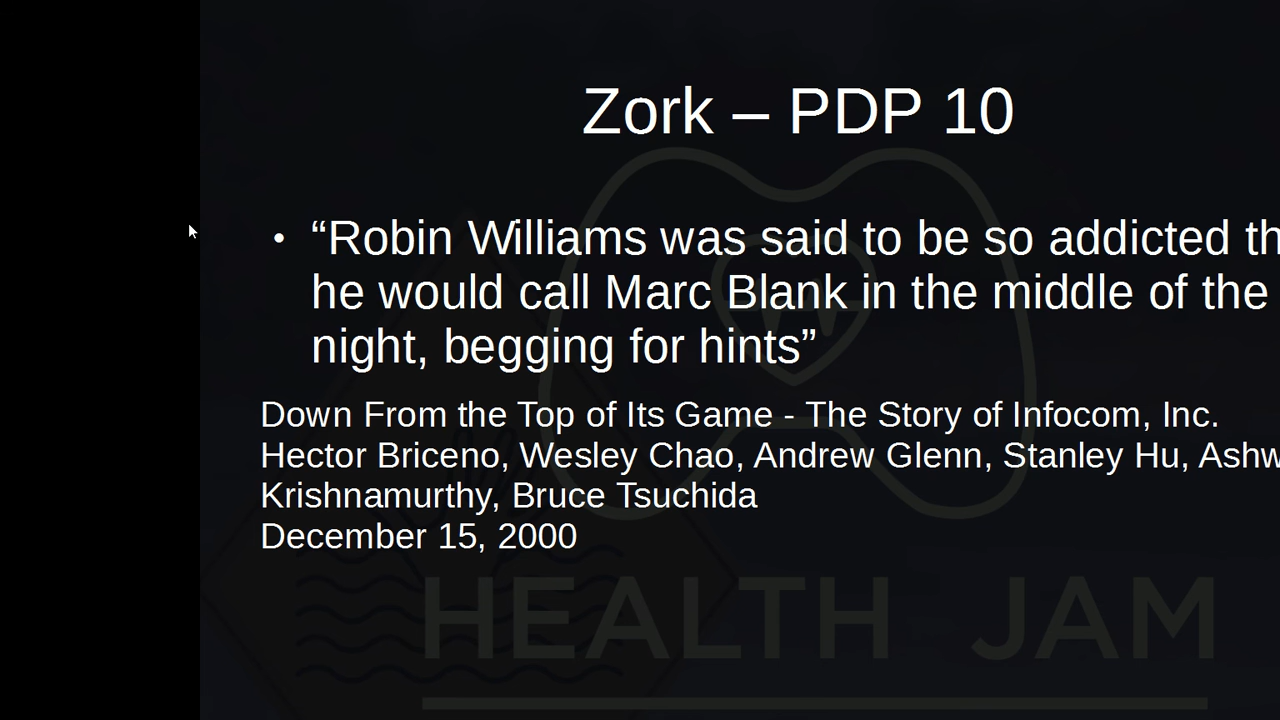 Zork – PDP 10
• “Robin Williams was said to be so addicted
he would call Marc Blank in the middle of the
night, begging for hints”
Down From the Top of Its Game - The Story of Infocom, Inc.
Hector Briceno, Wesley Chao, Andrew Glenn, Stanley Hu,
Krishnamurthy, Bruce Tsuchida
December 15, 2000
HEALTH JAM